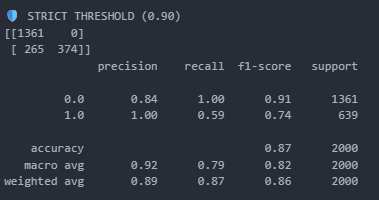 🛡️ STRICT THRESHOLD (0.90)
[[1361    0]
 [ 265  374]]
              precision    recall  f1-score   support

         0.0       0.84      1.00      0.91      1361
         1.0       1.00      0.59      0.74       639

    accuracy                           0.87      2000
   macro avg       0.92      0.79      0.82      2000
weighted avg       0.89      0.87      0.86      2000